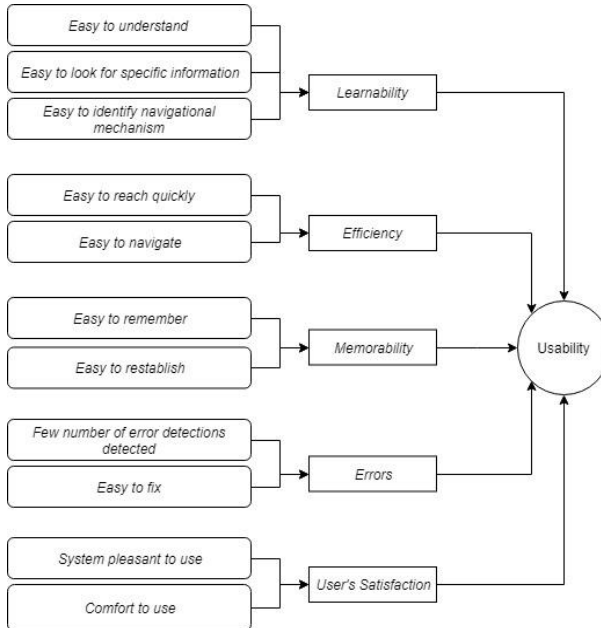 Easy to understand
Easy to look for specific information
Easy to identify navigational
mechanism
Learnability
Easy to reach quickly
Easy to navigate
Efficiency
Easy to remember
Easy to restablish
Memorability
Usability
Few number of error detections
detected
Easy to fix
Errors
System pleasant to use
Comfort to use
User's Satisfaction